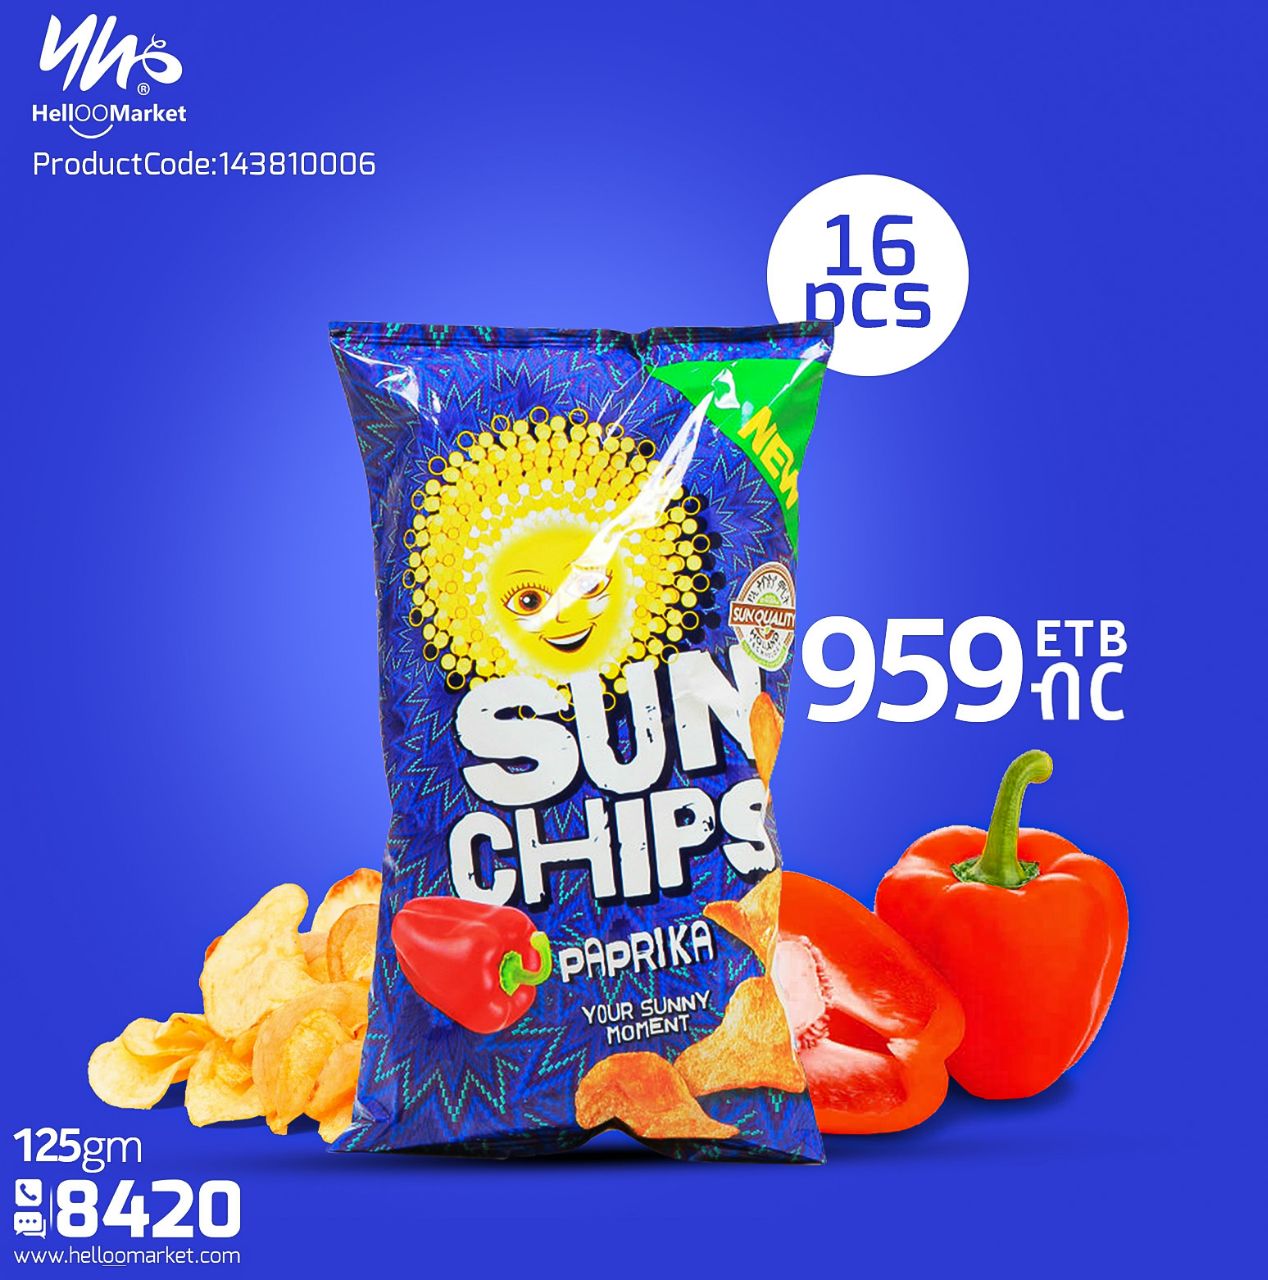 HellOOMarket
ProductCode:143810006
16
pcs
NEW
SUN QUALITY
959 ETB
ብር
SUN
CHIPS
PAPRIKA
YOUR SUNNY
MOMENT
125gm
8420
www.helloomarket.com